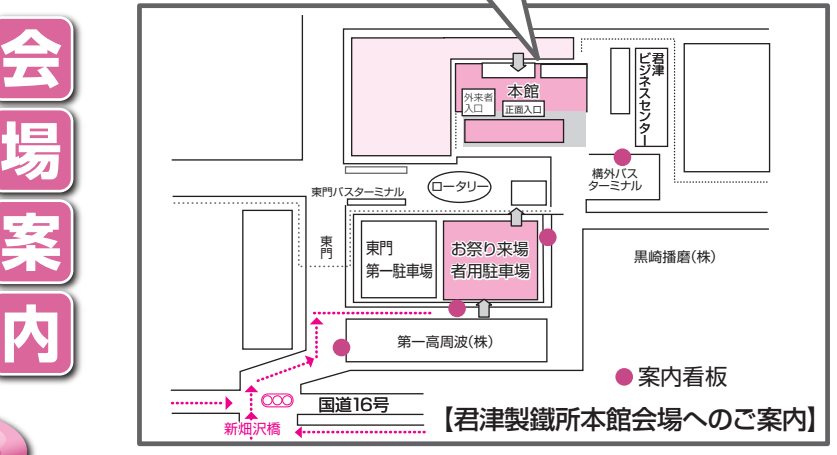 会場案内
本館
外来者
入口
正面入口
君津
ビジネスセンター
構外バス
ターミナル
東門バスターミナル
ロータリー
東門
東門
第一駐車場
お祭り来場
者用駐車場
黒崎播磨(株)
第一高周波(株)
案内看板
国道16号
新畑沢橋
【君津製鐵所本館会場へのご案内】